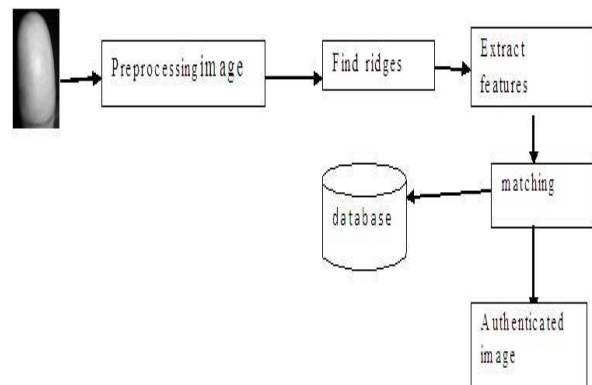 Preprocessing image
Find ridges
Extract
features
matching
database
Authenticated
image